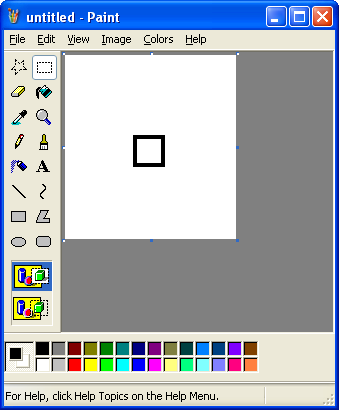 untitled - Paint
File Edit View Image Colors Help
A
For Help, click Help Topics on the Help Menu.